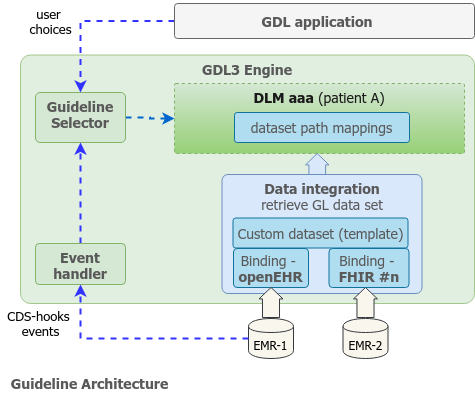 user
choices
GDL application
GDL3 Engine
Guideline
Selector
DLM aaa (patient A)
dataset path mappings
Data integration
retrieve GL data set
Custom dataset (template)
Binding -
openEHR
Binding -
FHIR #n
Event
handler
CDS-hooks
events
EMR-1
EMR-2
Guideline Architecture